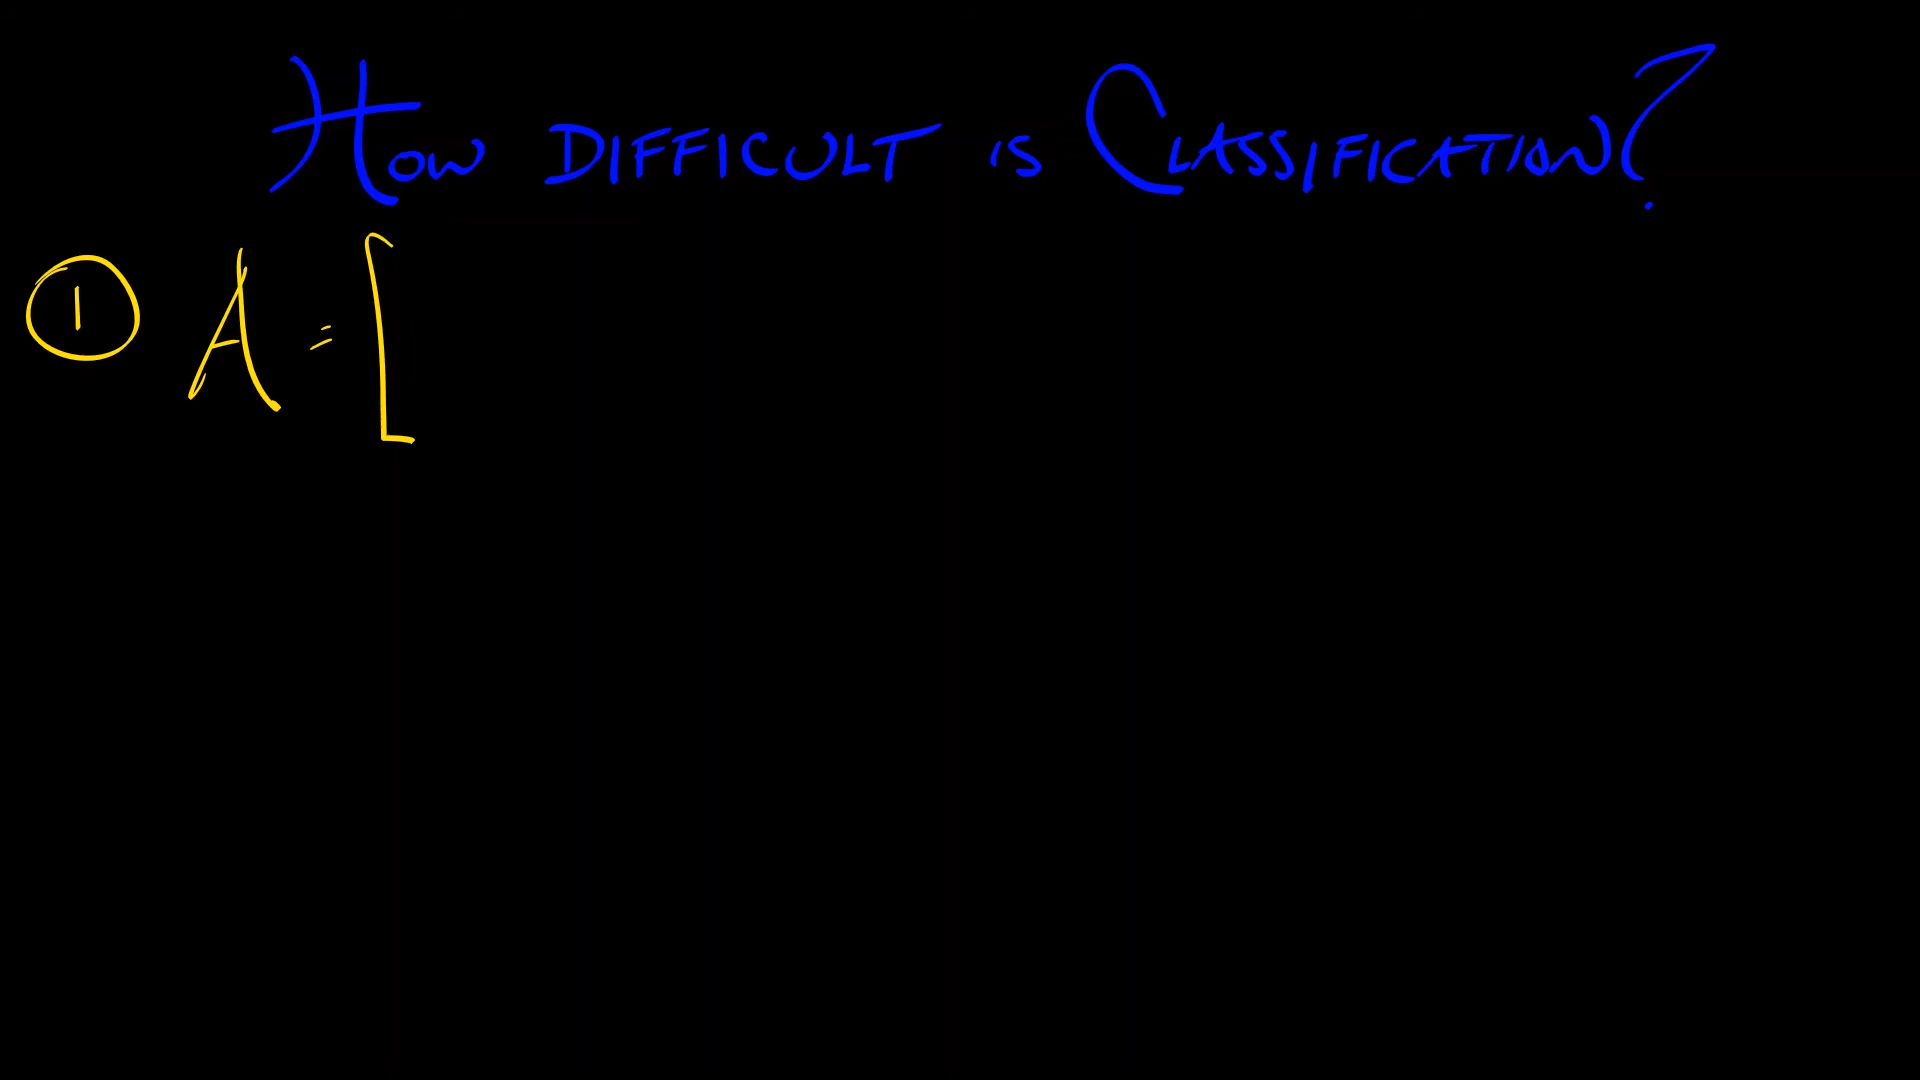 How DIFFICULT is CLASSIFICATION?
① A = [